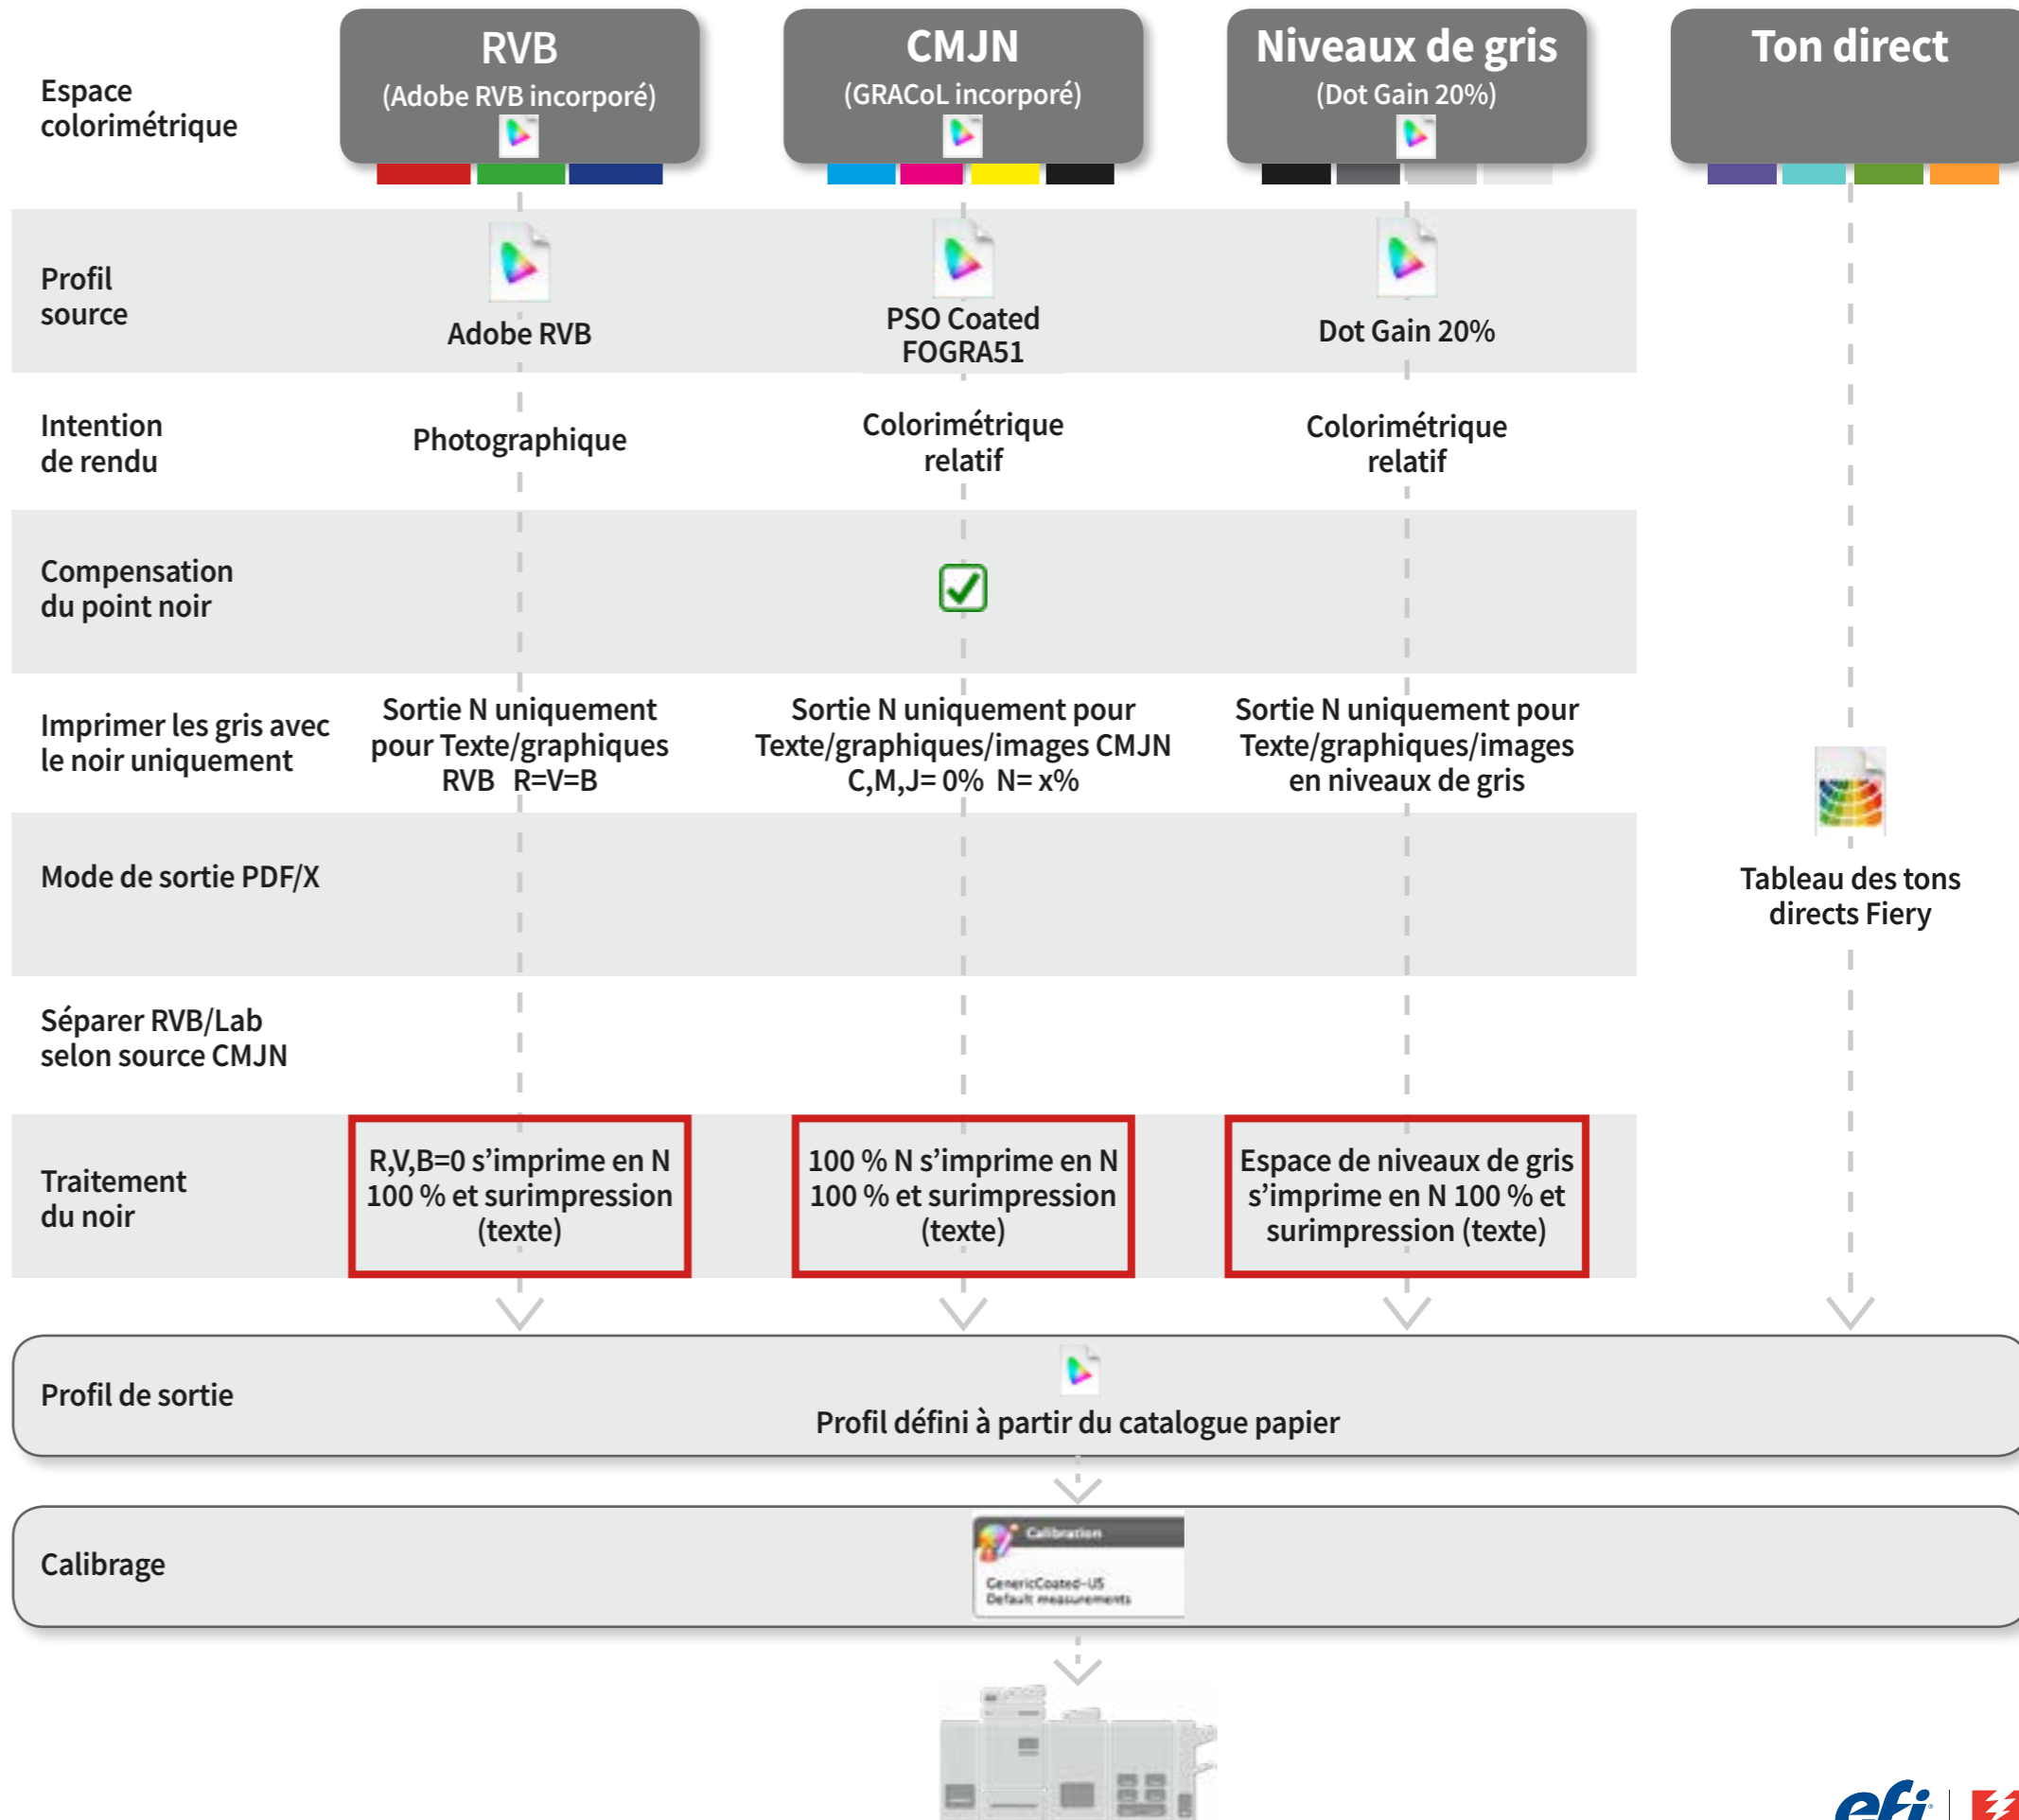 Espace
colorimétrique
RVB
(Adobe RVB incorporé)
CMJN
(GRACoL incorporé)
Niveaux de gris
(Dot Gain 20%)
Ton direct
Profil
source
Adobe RVB
PSO Coated
FOGRA51
Dot Gain 20%
Intention
de rendu
Photographique
Colorimétrique
relatif
Colorimétrique
relatif
Compensation
du point noir
Imprimer les gris avec
le noir uniquement
Sortie N uniquement
pour Texte/graphiques
RVB R=V=B
Sortie N uniquement pour
Texte/graphiques/images CMJN
C,M,J= 0% N= x%
Sortie N uniquement pour
Texte/graphiques/images
en niveaux de gris
Mode de sortie PDF/X
Tableau des tons
directs Fiery
Séparer RVB/Lab
selon source CMJN
Traitement
du noir
R,V,B=0 s’imprime en N
100 % et surimpression
(texte)
100 % N s’imprime en N
100 % et surimpression
(texte)
Espace de niveaux de gris
s’imprime en N 100 % et
surimpression (texte)
Profil de sortie
Profil défini à partir du catalogue papier
Calibrage
Calibration
GenericCoated-US
Default measurements
efi